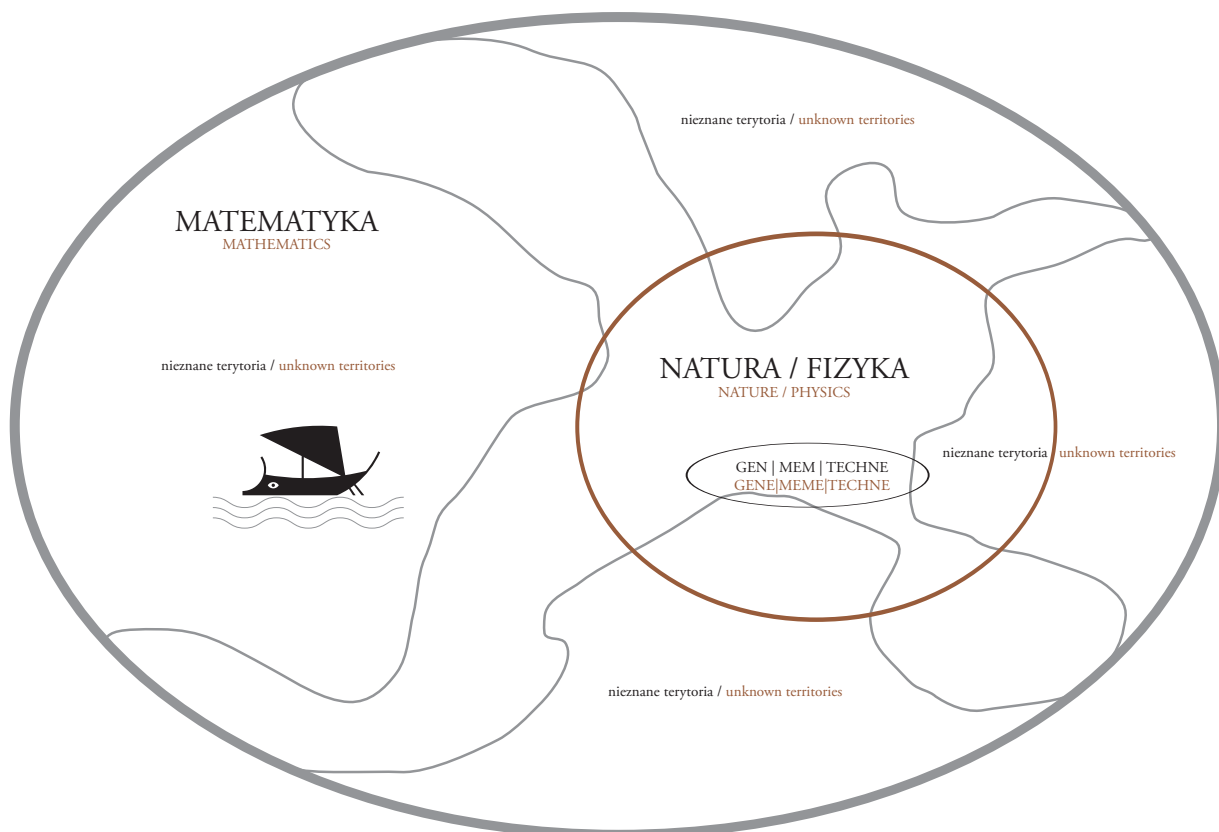 nieznane terytoria / unknown territories
MATEMATYKA
MATHEMATICS
nieznane terytoria / unknown territories
NATURA / FIZYKA
NATURE / PHYSICS
nieznane terytoria / unknown territories
GEN | MEM | TECHNE
GENE|MEME|TECHNE
nieznane terytoria / unknown territories